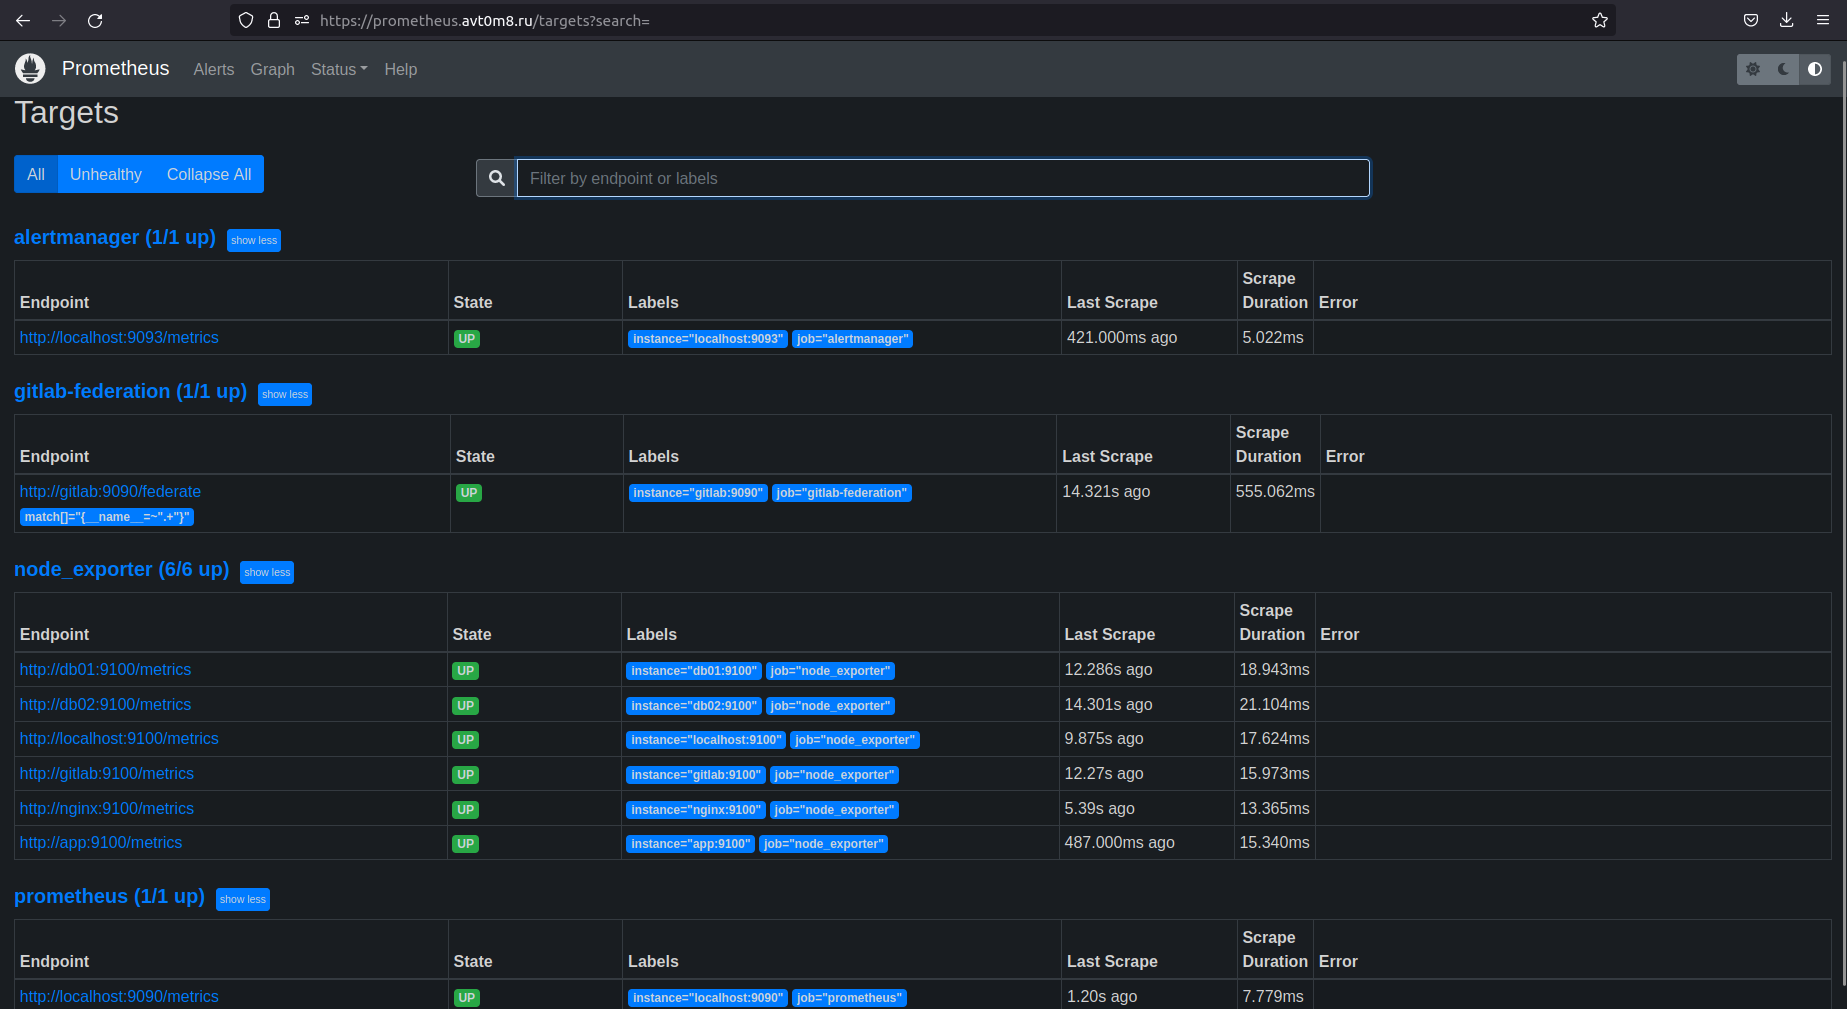 https://prometheus.avt0m8.ru/targets?search=
Prometheus Alerts Graph Status Help
Targets
All Unhealthy Collapse All
Filter by endpoint or labels
alertmanager (1/1 up) show less
Endpoint State Labels Last Scrape Scrape Duration Error
http://localhost:9093/metrics UP instance="localhost:9093" job="alertmanager" 421.000ms ago 5.022ms
gitlab-federation (1/1 up) show less
Endpoint State Labels Last Scrape Scrape Duration Error
http://gitlab:9090/federate UP instance="gitlab:9090" job="gitlab-federation" 14.321s ago 555.062ms
match[]="{__name__=~".+"}"
node_exporter (6/6 up) show less
Endpoint State Labels Last Scrape Scrape Duration Error
http://db01:9100/metrics UP instance="db01:9100" job="node_exporter" 12.286s ago 18.943ms
http://db02:9100/metrics UP instance="db02:9100" job="node_exporter" 14.301s ago 21.104ms
http://localhost:9100/metrics UP instance="localhost:9100" job="node_exporter" 9.875s ago 17.624ms
http://gitlab:9100/metrics UP instance="gitlab:9100" job="node_exporter" 12.27s ago 15.973ms
http://nginx:9100/metrics UP instance="nginx:9100" job="node_exporter" 5.39s ago 13.365ms
http://app:9100/metrics UP instance="app:9100" job="node_exporter" 487.000ms ago 15.340ms
prometheus (1/1 up) show less
Endpoint State Labels Last Scrape Scrape Duration Error
http://localhost:9090/metrics UP instance="localhost:9090" job="prometheus" 1.20s ago 7.779ms